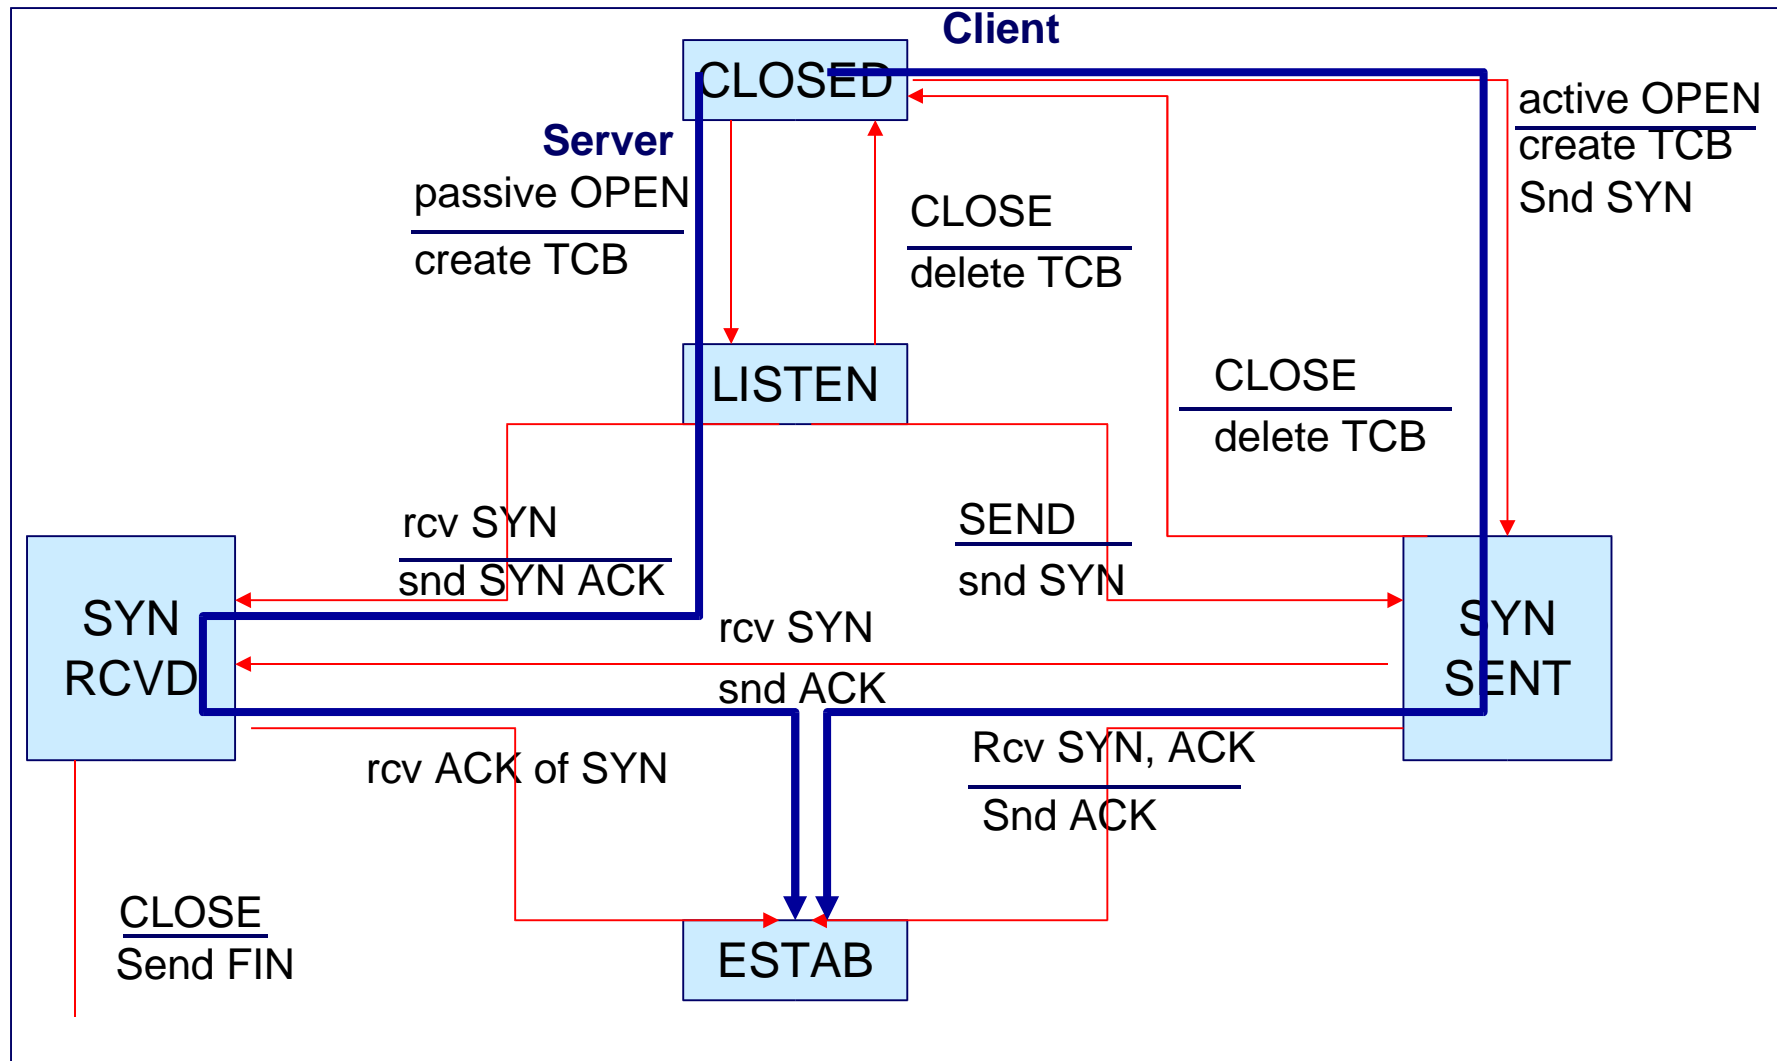 Client
CLOSED
active OPEN
create TCB
Snd SYN
Server
passive OPEN
create TCB
CLOSE
delete TCB
LISTEN
CLOSE
delete TCB
rcv SYN
snd SYN ACK
SEND
snd SYN
SYN
RCVD
rcv SYN
snd ACK
SYN
SENT
rcv ACK of SYN
Rcv SYN, ACK
Snd ACK
CLOSE
Send FIN
ESTAB